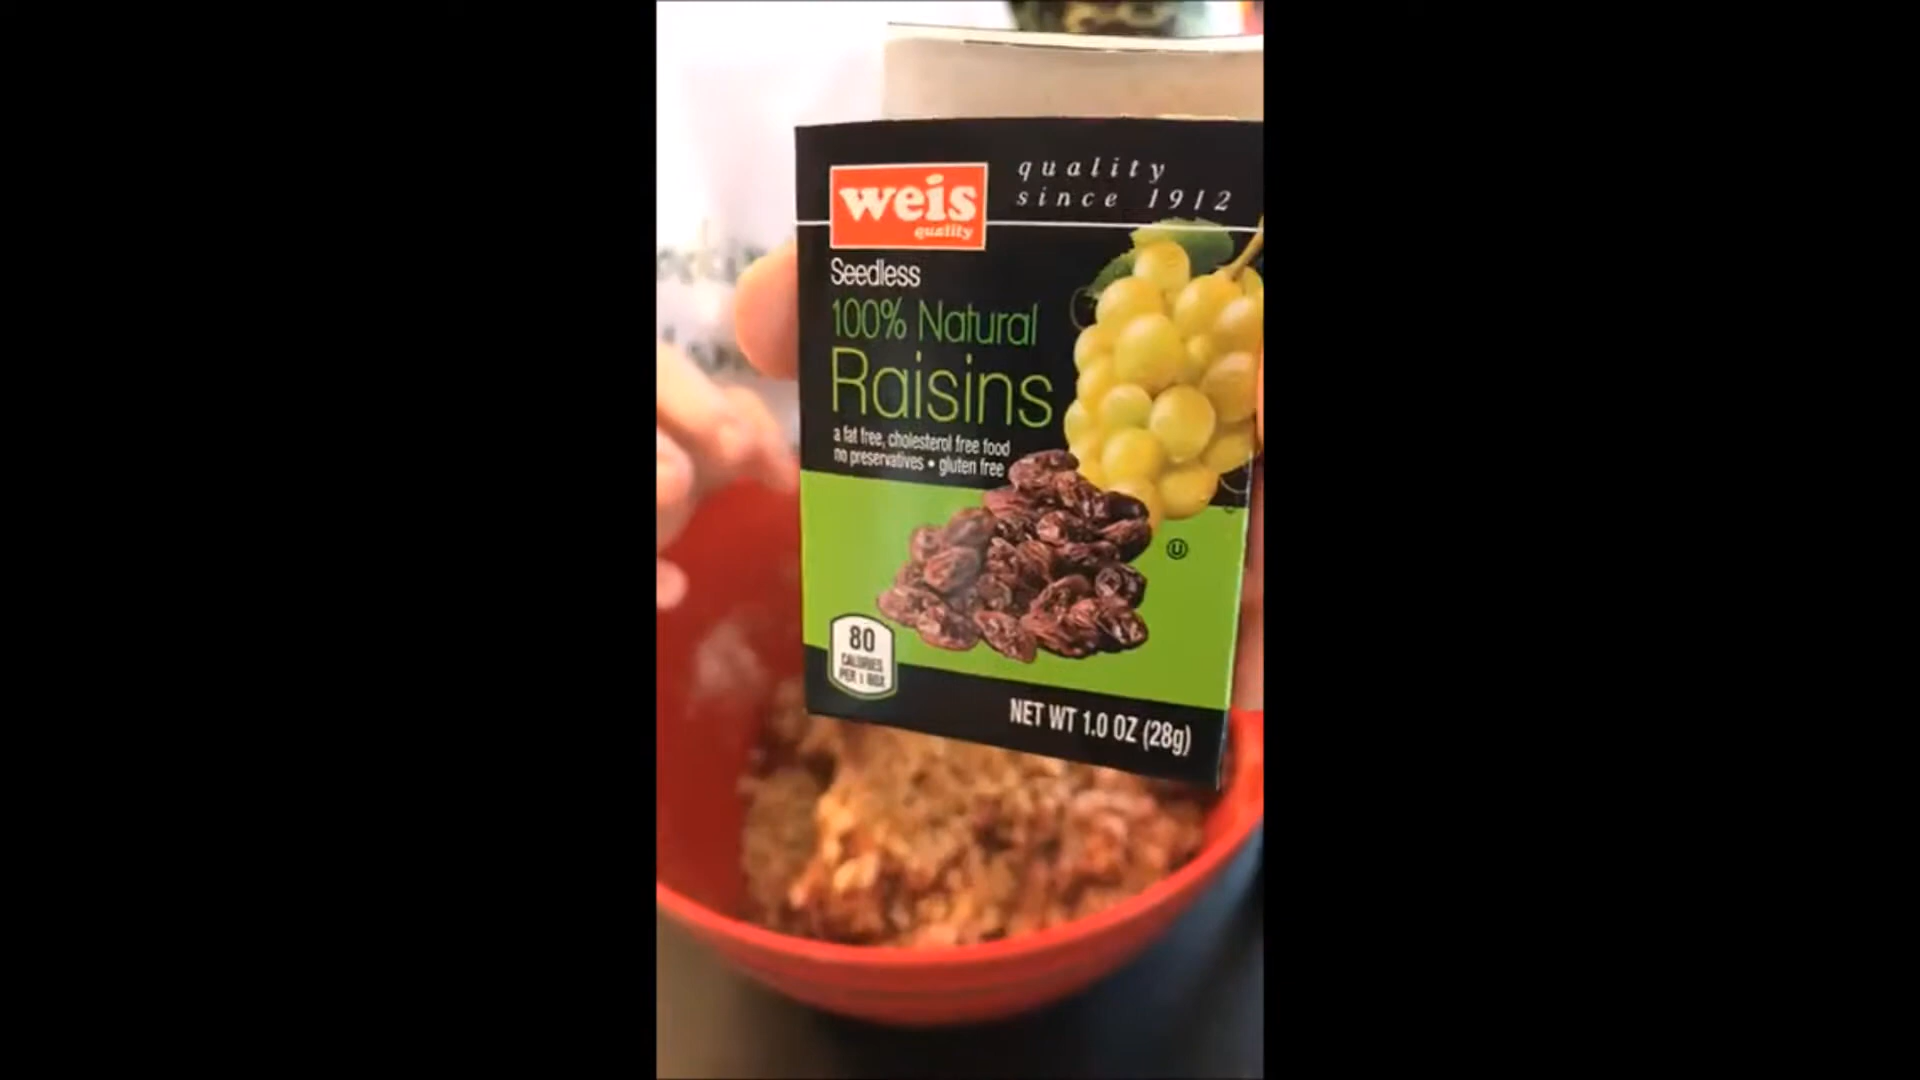 quality
since 1912
weis
quality
Seedless
100% Natural
Raisins
a fat free, cholesterol free food
no preservatives • gluten free
U
80
CALORIES
PER 1 BOX
NET WT 1.0 OZ (28g)